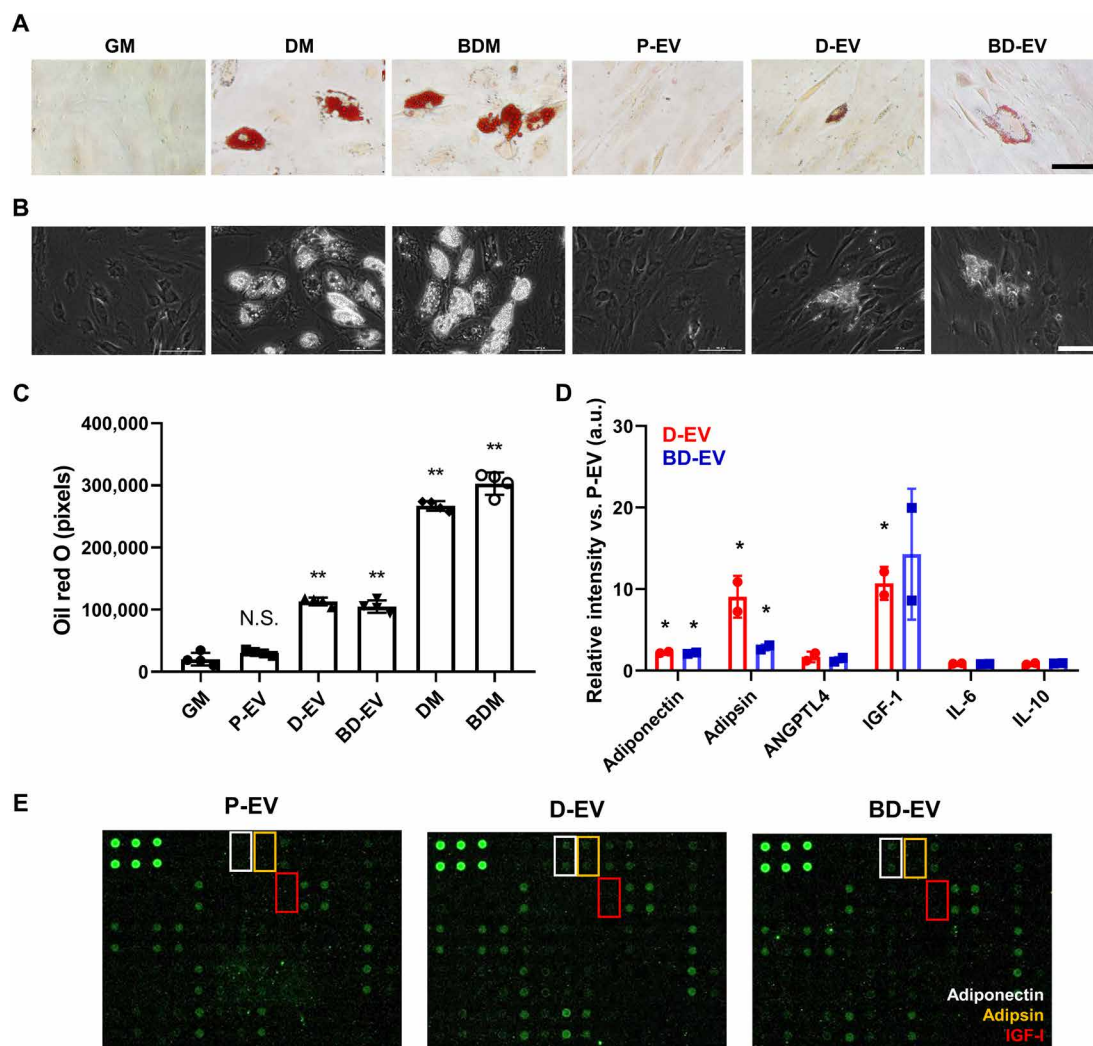 A
GM DM BDM P-EV D-EV BD-EV
B
C
Oil red O (pixels)
400,000
300,000
200,000
100,000
0
N.S.
**
**
**
**
GM P-EV D-EV BD-EV DM BDM
D
Relative intensity vs. P-EV (a.u.)
30
20
10
0
D-EV
BD-EV
* * * * *
Adiponectin Adipsin ANGPTL4 IGF-1 IL-6 IL-10
E
P-EV D-EV BD-EV
Adiponectin
Adipsin
IGF-I